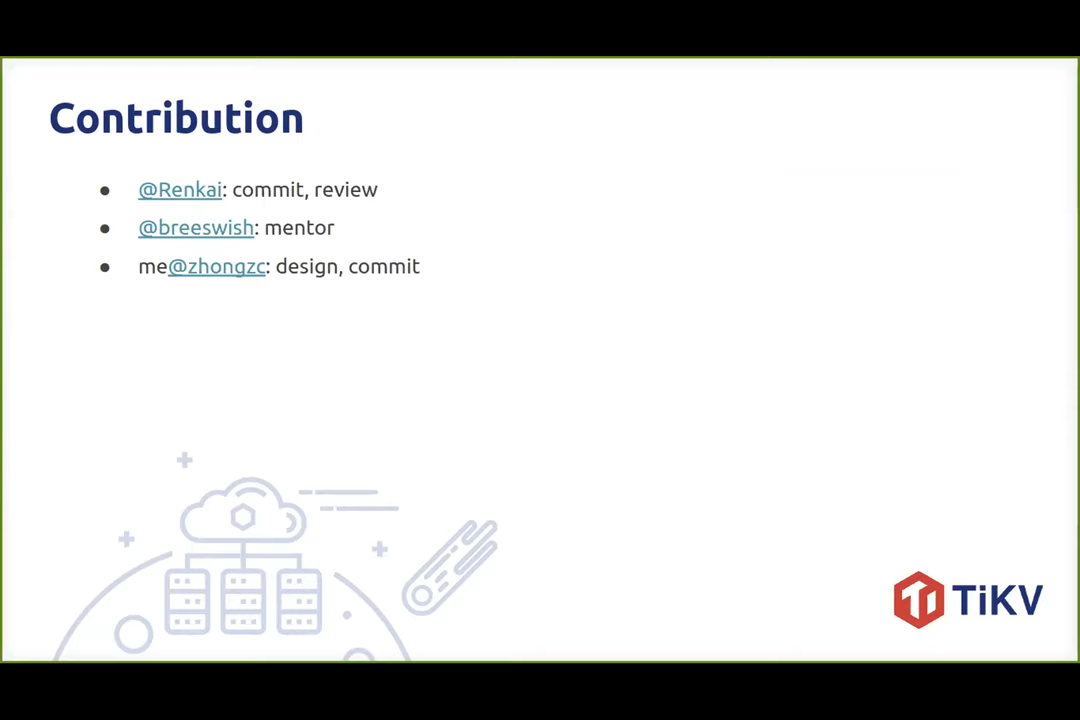 Contribution
● @Renkai: commit, review
● @breeswish: mentor
● me@zhongzc: design, commit
TiKV